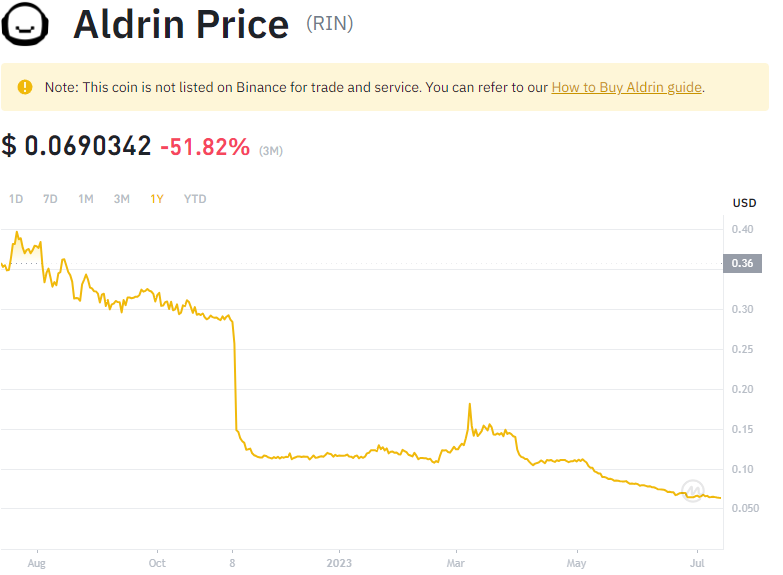 Aldrin Price (RIN)
Note: This coin is not listed on Binance for trade and service. You can refer to our How to Buy Aldrin guide.
$ 0.0690342 -51.82% (3M)
1D 7D 1M 3M 1Y YTD
USD
0.40
0.36
0.30
0.25
0.20
0.15
0.10
0.050
Aug Oct 8 2023 Mar May Jul